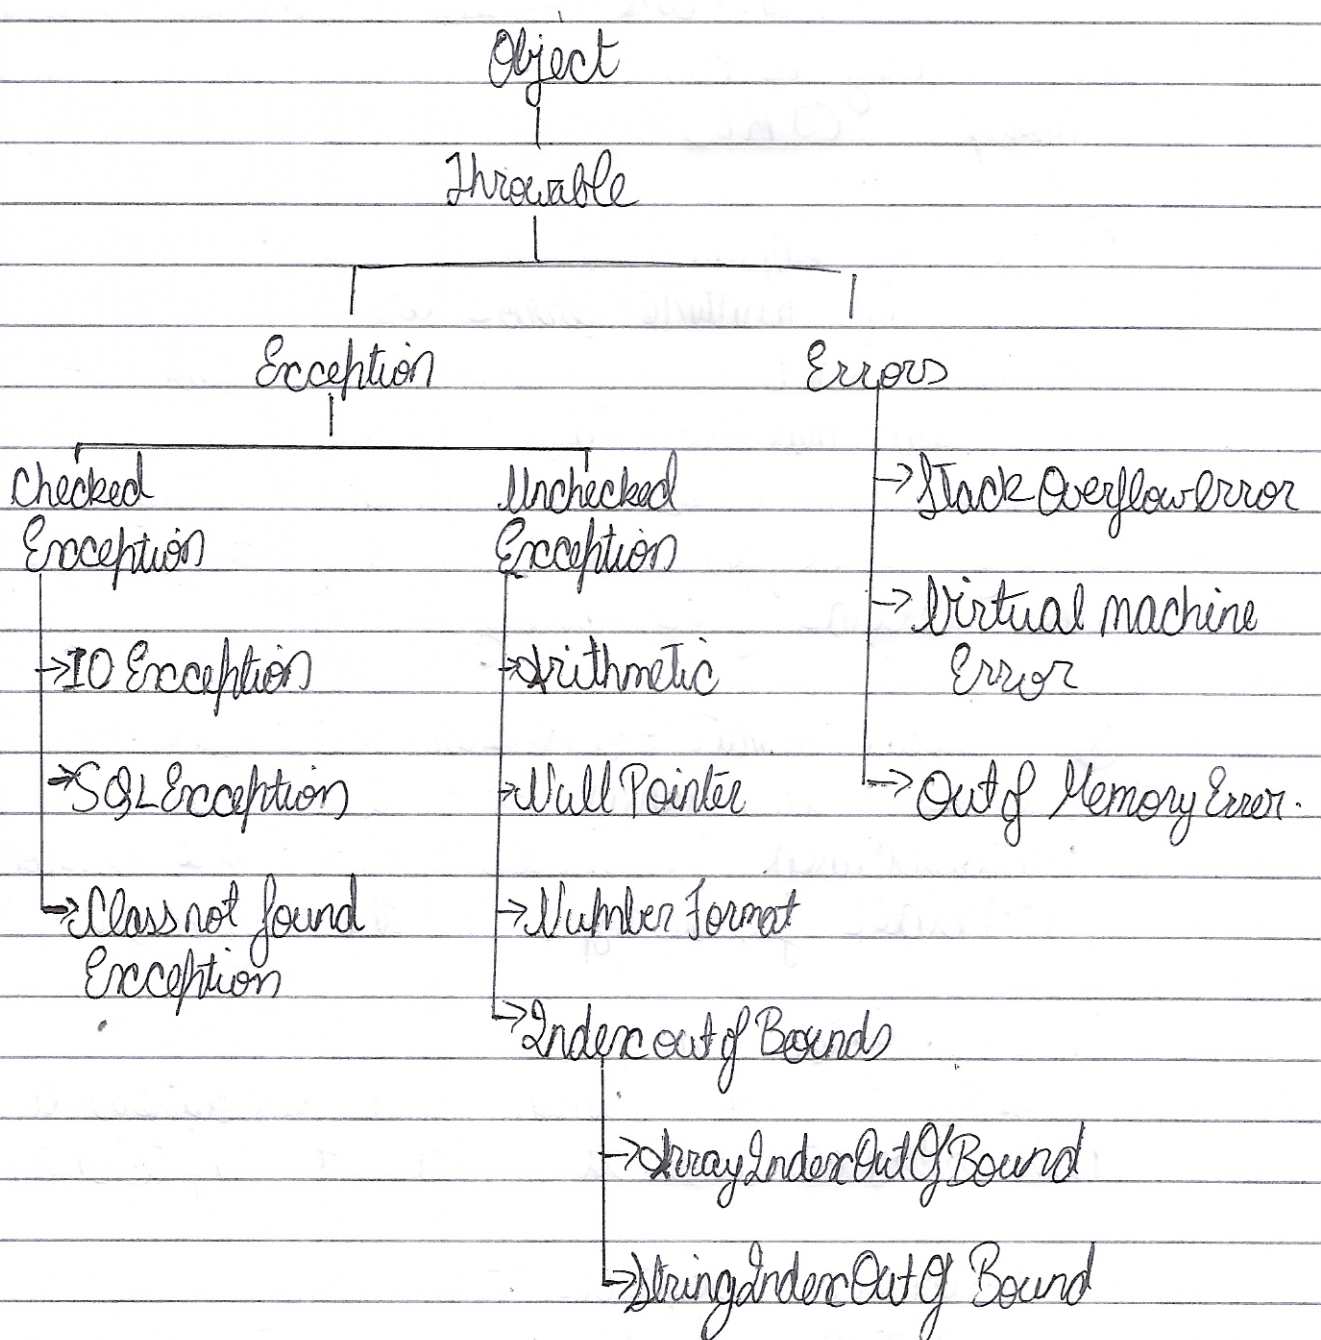 Object
Throwable
Exception
Errors
Checked
Exception
IO Exception
SQL Exception
Class not found
Exception
Unchecked
Exception
Arithmetic
Null Pointer
Number Format
Index out of Bounds
ArrayIndexOutOfBound
StringIndexOutOf Bound
Stack Overflow Error
Virtual machine
Error
Out of Memory Error.